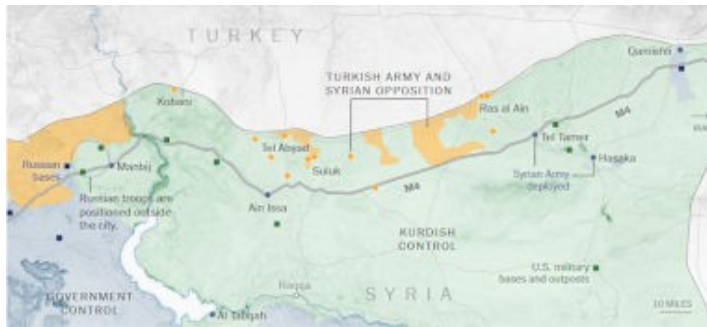 TURKEY
Qamishli
TURKISH ARMY AND
SYRIAN OPPOSITION
Kobani
Ras al Ain
M4
Tel Abyad
Tel Tamer
Russian
bases
Manbij
Suluk
Hasaka
Syrian Army
deployed
M4
Russian troops are
positioned outside
the city.
Ain Issa
KURDISH
CONTROL
U.S. military
bases and outposts
Raqqa
GOVERNMENT
CONTROL
SYRIA
10 MILES
Al Tabqah